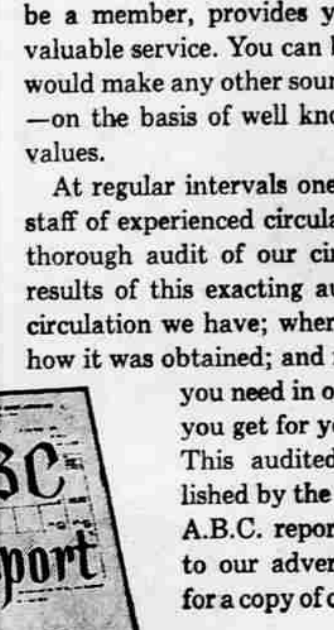 be a member, provides y
valuable service. You can
would make any other sour
—on the basis of well kno
values.
At regular intervals one
staff of experienced circula
thorough audit of our cir
results of this exacting au
circulation we have; wher
how it was obtained; and
you need in o
you get for y
This audited
lished by the
A.B.C. repor
to our adver
for a copy of
BC
port